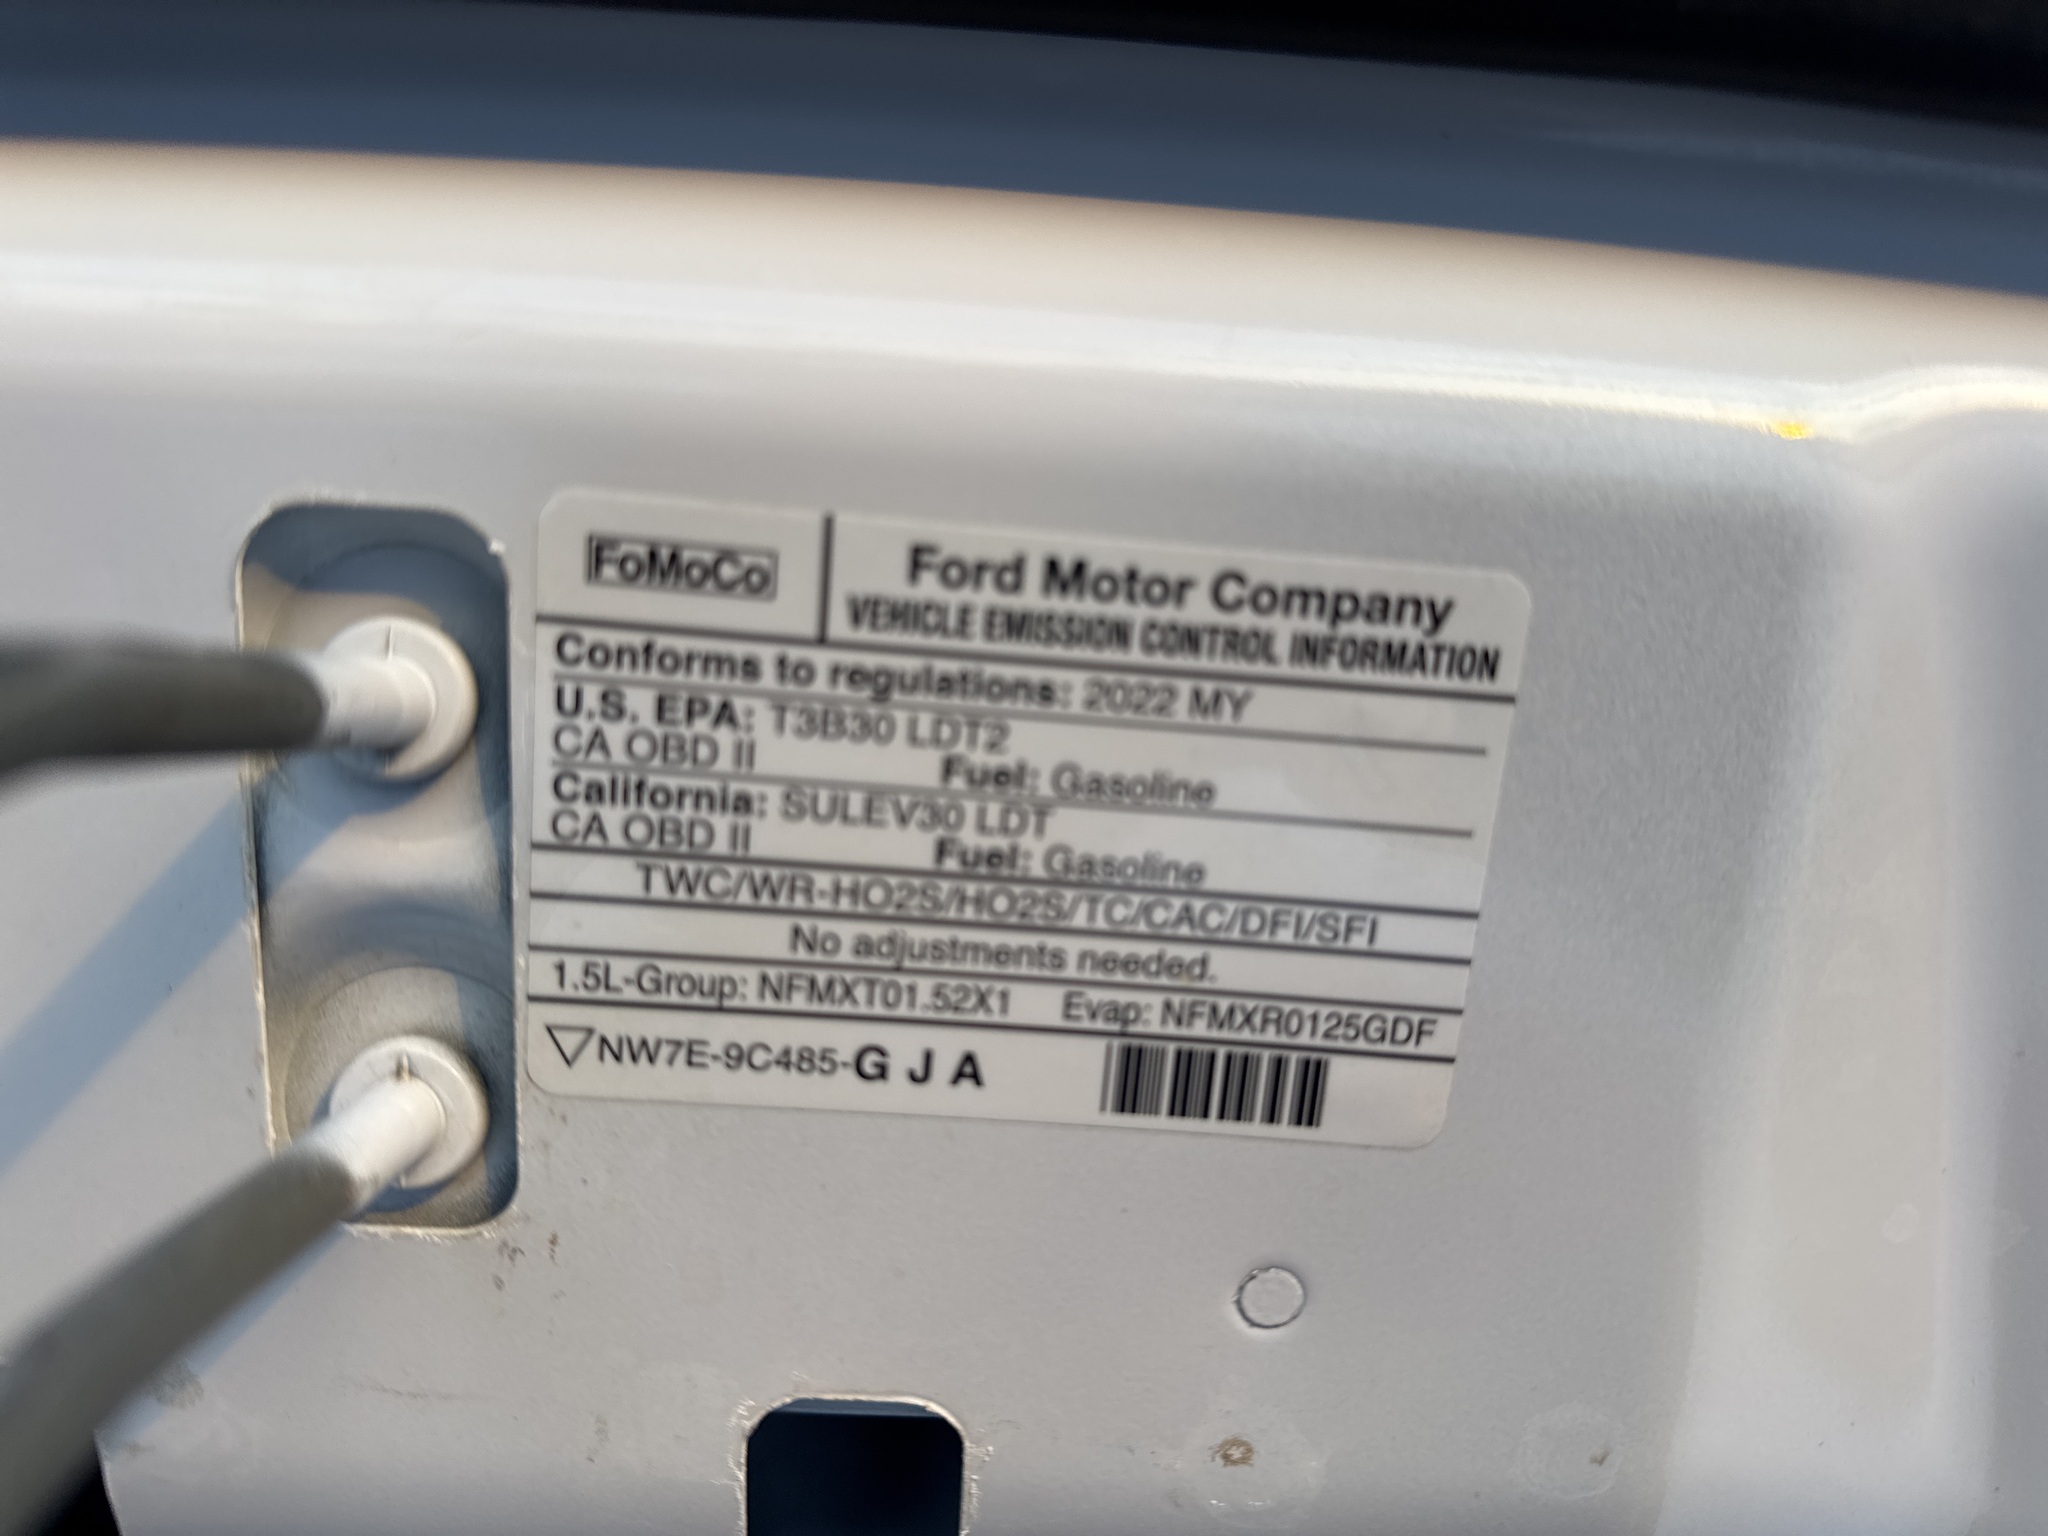 FoMoCo
Ford Motor Company
VEHICLE EMISSION CONTROL INFORMATION
Conforms to regulations: 2022 MY
U.S. EPA: T3B30 LDT2
CA OBD II Fuel: Gasoline
California: SULEV30 LDT
CA OBD II Fuel: Gasoline
TWC/WR-HO2S/HO2S/TC/CAC/DFI/SFI
No adjustments needed.
1.5L-Group: NFMXT01.52X1 Evap: NFMXR0125GDF
NW7E-9C485-G J A